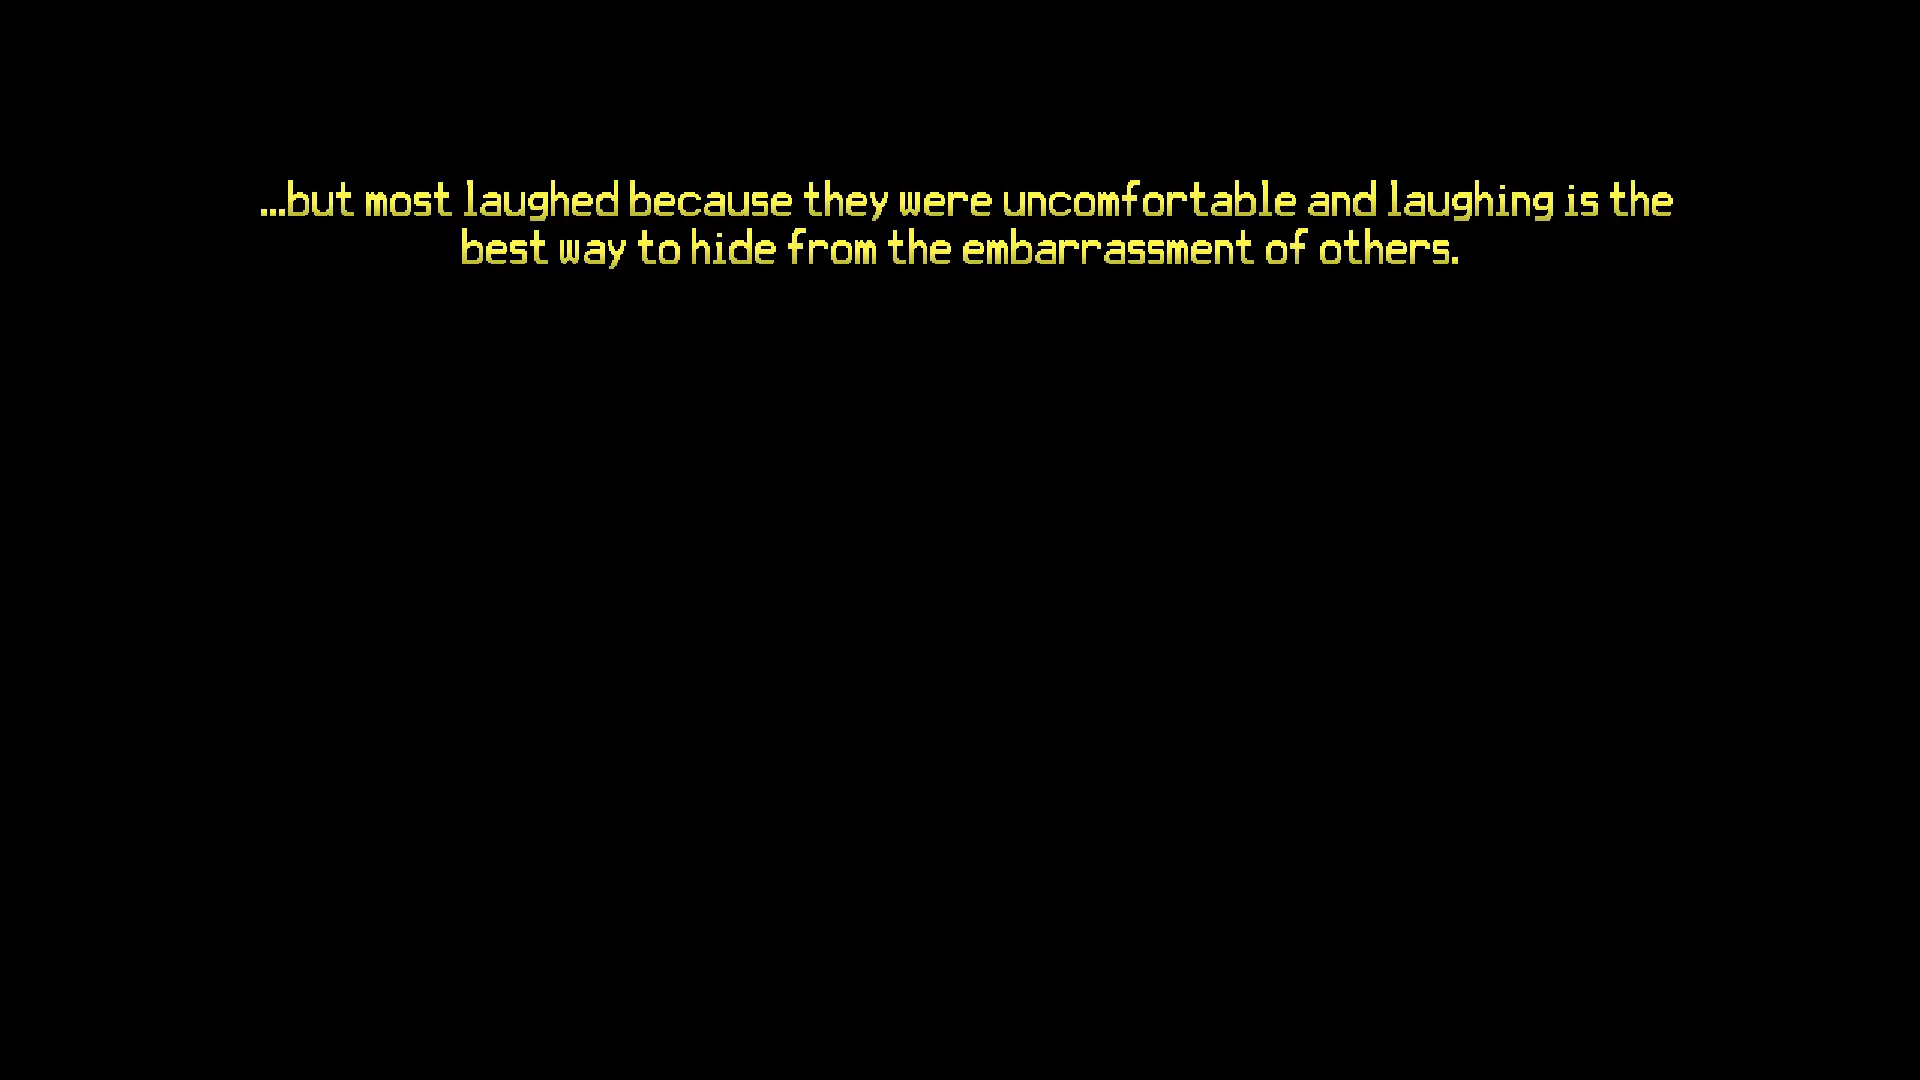 ...but most laughed because they were uncomfortable and laughing is the
best way to hide from the embarrassment of others.